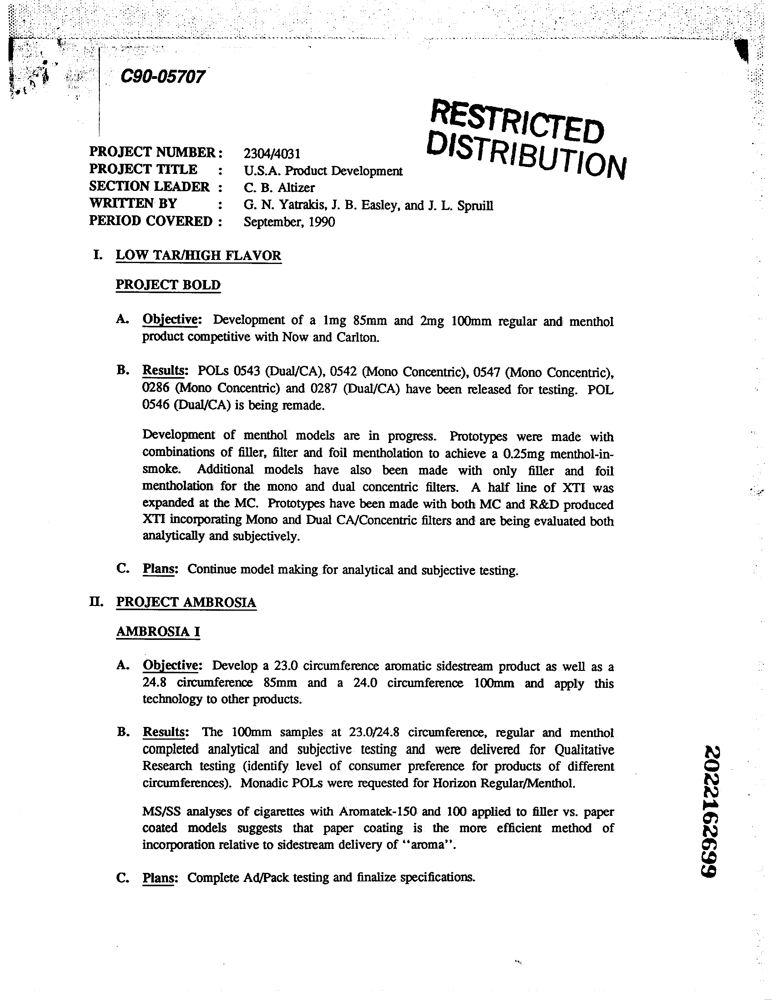 C90-05707
RESTRICTED
DISTRIBUTION
PROJECT NUMBER : 2304/4031
PROJECT TITLE : U.S.A. Product Development
SECTION LEADER : C. B. Altizer
WRITTEN BY : G. N. Yatrakis, J. B. Easley, and J. L. Spruill
PERIOD COVERED : September, 1990
I. LOW TAR/HIGH FLAVOR
PROJECT BOLD
A. Objective: Development of a 1mg 85mm and 2mg 100mm regular and menthol
product competitive with Now and Carlton.
B. Results: POLs 0543 (Dual/CA), 0542 (Mono Concentric), 0547 (Mono Concentric),
0286 (Mono Concentric) and 0287 (Dual/CA) have been released for testing. POL
0546 (Dual/CA) is being remade.
Development of menthol models are in progress. Prototypes were made with
combinations of filler, filter and foil mentholation to achieve a 0.25mg menthol-in-
smoke. Additional models have also been made with only filler and foil
mentholation for the mono and dual concentric filters. A half line of XTI was
expanded at the MC. Prototypes have been made with both MC and R&D produced
XTI incorporating Mono and Dual CA/Concentric filters and are being evaluated both
analytically and subjectively.
C. Plans: Continue model making for analytical and subjective testing.
II. PROJECT AMBROSIA
AMBROSIA I
A. Objective: Develop a 23.0 circumference aromatic sidestream product as well as a
24.8 circumference 85mm and a 24.0 circumference 100mm and apply this
technology to other products.
B. Results: The 100mm samples at 23.0/24.8 circumference, regular and menthol
completed analytical and subjective testing and were delivered for Qualitative
Research testing (identify level of consumer preference for products of different
circumferences). Monadic POLs were requested for Horizon Regular/Menthol.
MS/SS analyses of cigarettes with Aromatek-150 and 100 applied to filler vs. paper
coated models suggests that paper coating is the more efficient method of
incorporation relative to sidestream delivery of ‘‘aroma’’.
C. Plans: Complete Ad/Pack testing and finalize specifications.
2022162699